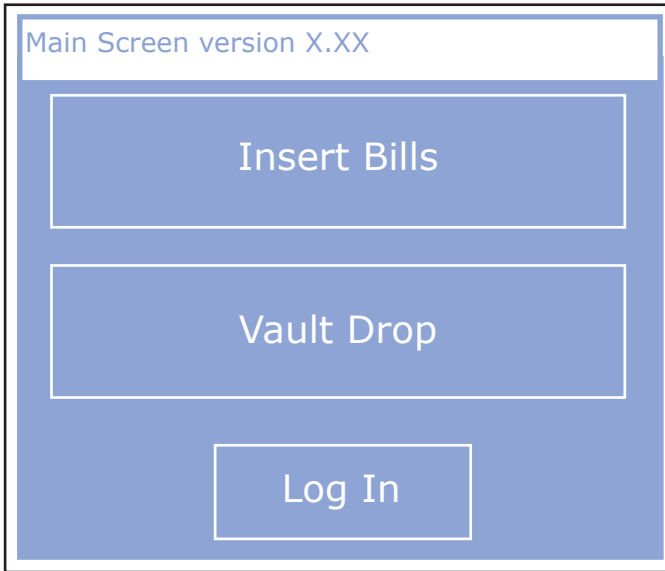 Main Screen version X.XX
Insert Bills
Vault Drop
Log In